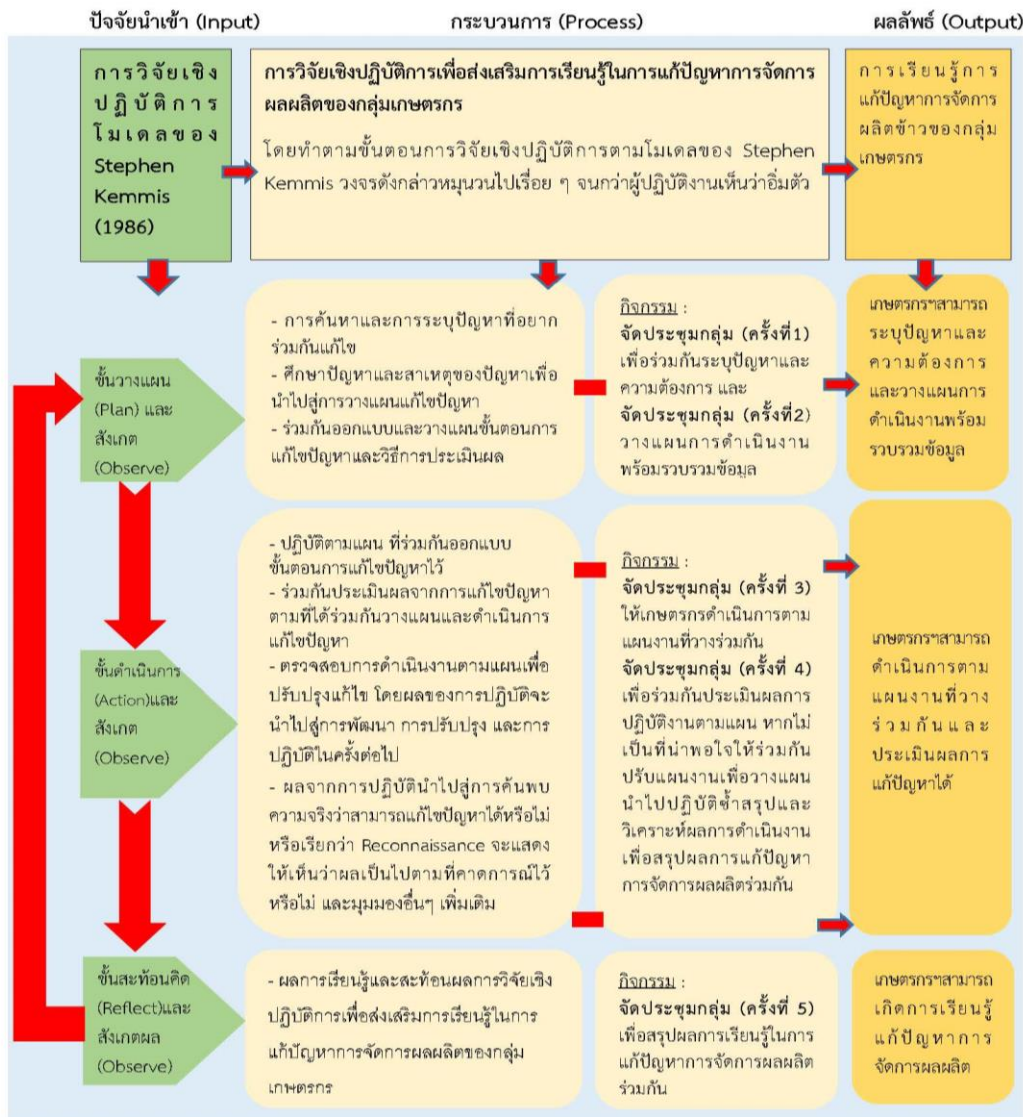 ปัจจัยนำเข้า (Input)
กระบวนการ (Process)
ผลลัพธ์ (Output)
การวิจัยเชิง
ปฏิบัติการ
โมเดลของ
Stephen
Kemmis
(1986)
การวิจัยเชิงปฏิบัติการเพื่อส่งเสริมการเรียนรู้ในการแก้ปัญหาการจัดการ
ผลผลิตของกลุ่มเกษตรกร
โดยทำตามขั้นตอนการวิจัยเชิงปฏิบัติการตามโมเดลของ Stephen
Kemmis วงจรดังกล่าวหมุนวนไปเรื่อย ๆ จนกว่าผู้ปฏิบัติงานเห็นว่าอิ่มตัว
การเรียนรู้การ
แก้ปัญหาการจัดการ
ผลิตข้าวของกลุ่ม
เกษตรกร
ขั้นวางแผน
(Plan) และ
สังเกต
(Observe)
- การค้นหาและการระบุปัญหาที่อยาก
ร่วมกันแก้ไข
- ศึกษาปัญหาและสาเหตุของปัญหาเพื่อ
นำไปสู่การวางแผนแก้ไขปัญหา
- ร่วมกันออกแบบและวางแผนขั้นตอนการ
แก้ไขปัญหาและวิธีการประเมินผล
กิจกรรม :
จัดประชุมกลุ่ม (ครั้งที่1)
เพื่อร่วมกันระบุปัญหาและ
ความต้องการ และ
จัดประชุมกลุ่ม (ครั้งที่2)
วางแผนการดำเนินงาน
พร้อมรวบรวมข้อมูล
เกษตรกรฯสามารถ
ระบุปัญหาและ
ความต้องการ
และวางแผนการ
ดำเนินงานพร้อม
รวบรวมข้อมูล
ขั้นดำเนินการ
(Action)และ
สังเกต
(Observe)
- ปฏิบัติตามแผน ที่ร่วมกันออกแบบ
ขั้นตอนการแก้ไขปัญหาไว้
- ร่วมกันประเมินผลจากการแก้ไขปัญหา
ตามที่ได้ร่วมกันวางแผนและดำเนินการ
แก้ไขปัญหา
- ตรวจสอบการดำเนินงานตามแผนเพื่อ
ปรับปรุงแก้ไข โดยผลของการปฏิบัติจะ
นำไปสู่การพัฒนา การปรับปรุง และการ
ปฏิบัติในครั้งต่อไป
- ผลจากการปฏิบัตินำไปสู่การค้นพบ
ความจริงว่าสามารถแก้ไขปัญหาได้หรือไม่
หรือเรียกว่า Reconnaissance จะแสดง
ให้เห็นว่าผลเป็นไปตามที่คาดการณ์ไว้
หรือไม่ และมุมมองอื่นๆ เพิ่มเติม
กิจกรรม :
จัดประชุมกลุ่ม (ครั้งที่ 3)
ให้เกษตรกรดำเนินการตาม
แผนงานที่วางร่วมกัน
จัดประชุมกลุ่ม (ครั้งที่ 4)
เพื่อร่วมกันประเมินผลการ
ปฏิบัติงานตามแผน หากไม่
เป็นที่น่าพอใจให้ร่วมกัน
ปรับแผนงานเพื่อวางแผน
นำไปปฏิบัติซ้ำสรุปและ
วิเคราะห์ผลการดำเนินงาน
เพื่อสรุปผลการแก้ปัญหา
การจัดการผลผลิตร่วมกัน
เกษตรกรฯสามารถ
ดำเนินการตาม
แผนงานที่วาง
ร่วมกันและ
ประเมินผลการ
แก้ปัญหาได้
ขั้นสะท้อนคิด
(Reflect)และ
สังเกตผล
(Observe)
- ผลการเรียนรู้และสะท้อนผลการวิจัยเชิง
ปฏิบัติการเพื่อส่งเสริมการเรียนรู้ในการ
แก้ปัญหาการจัดการผลผลิตของกลุ่ม
เกษตรกร
กิจกรรม :
จัดประชุมกลุ่ม (ครั้งที่ 5)
เพื่อสรุปผลการเรียนรู้ในการ
แก้ปัญหาการจัดการผลผลิต
ร่วมกัน
เกษตรกรฯสามารถ
เกิดการเรียนรู้
แก้ปัญหาการ
จัดการผลผลิต